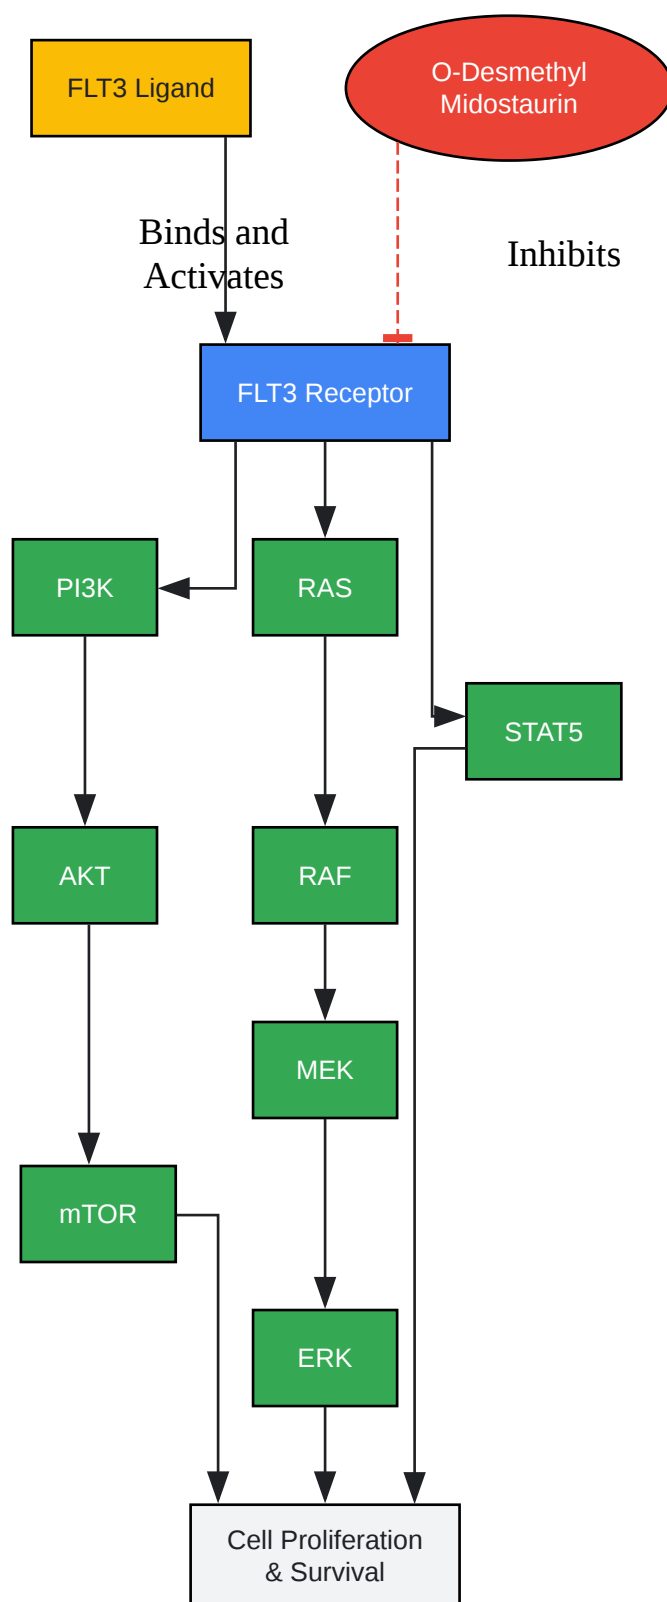 FLT3 Ligand
O-Desmethyl
Midostaurin
Binds and
Activates
Inhibits
FLT3 Receptor
PI3K
RAS
STAT5
AKT
RAF
MEK
mTOR
ERK
Cell Proliferation
& Survival